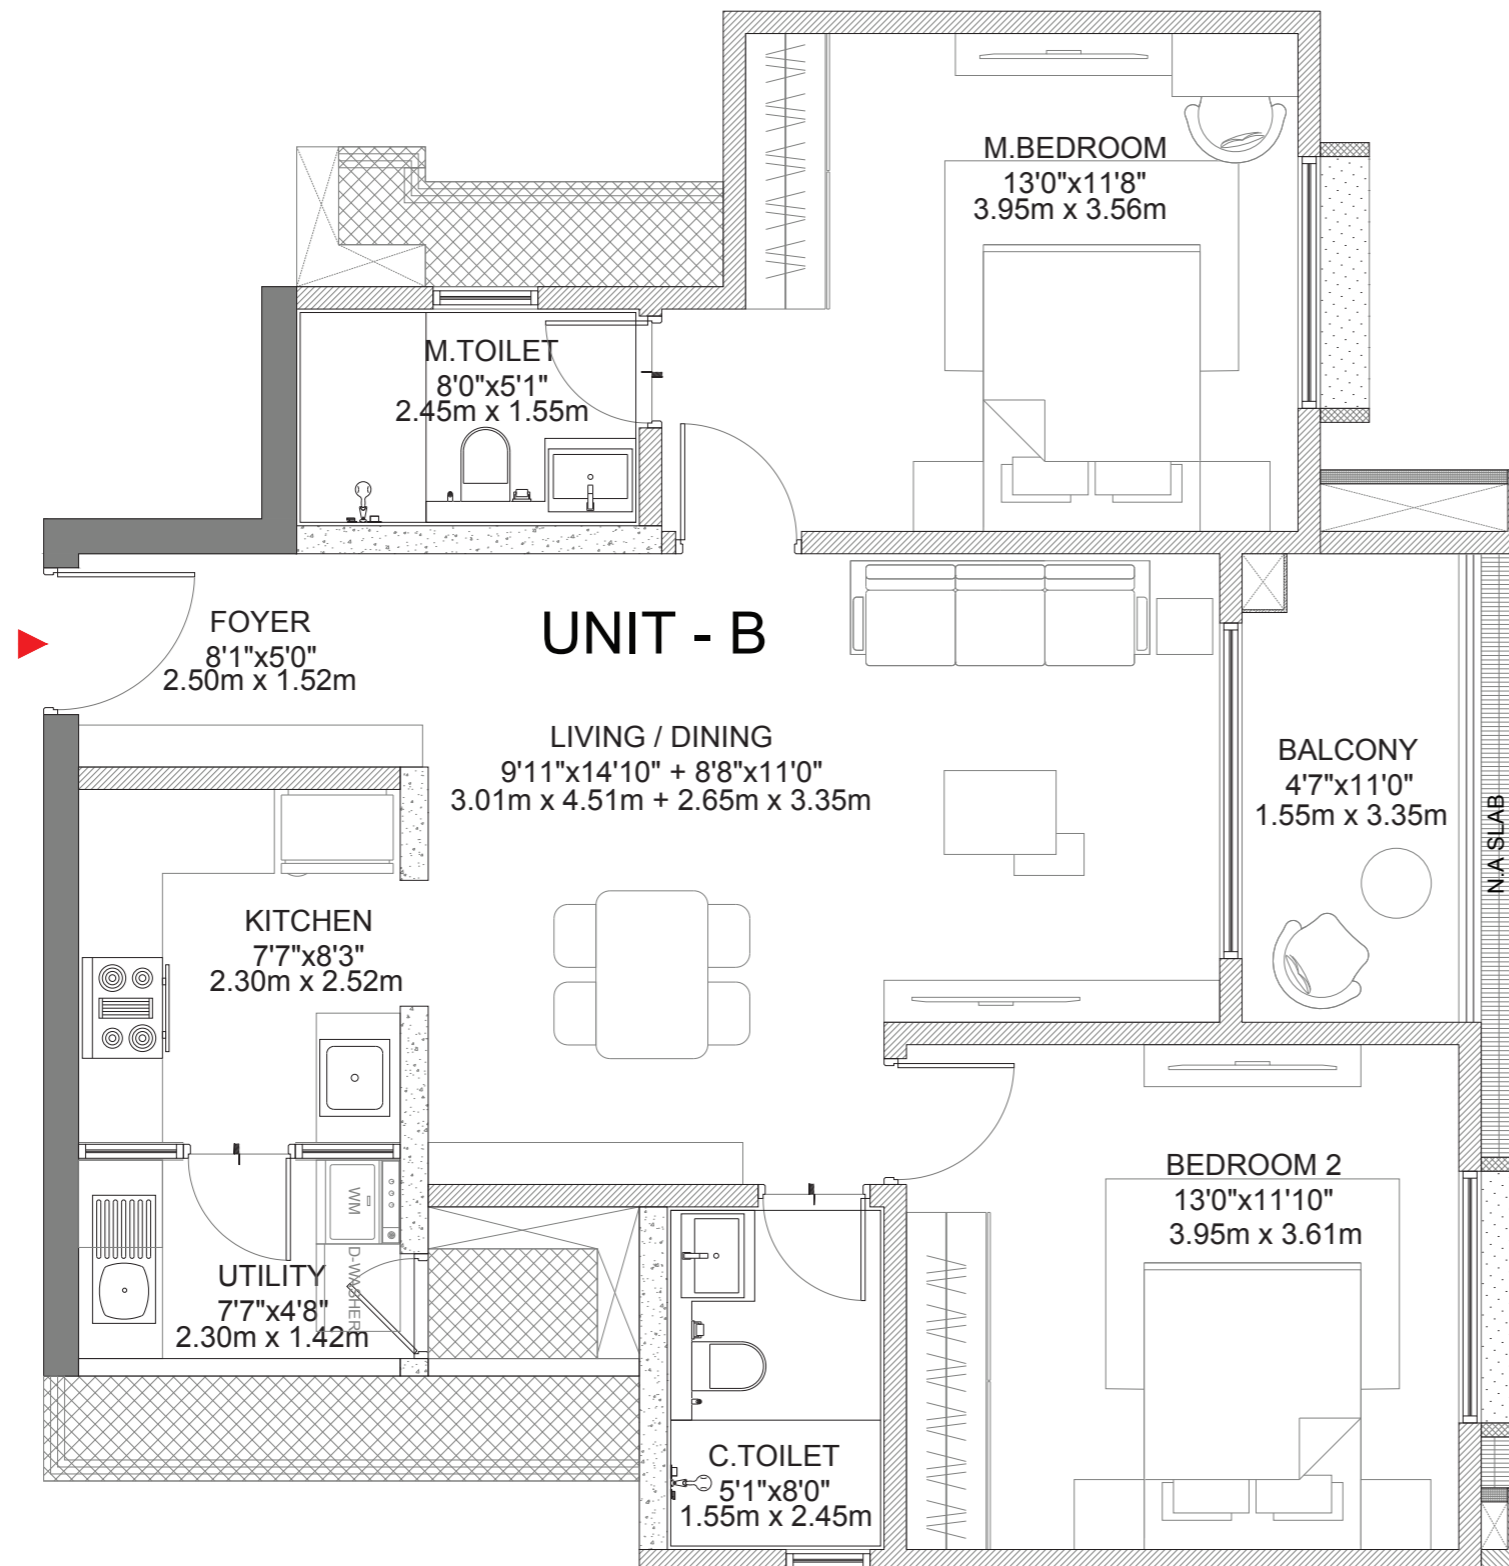 M.BEDROOM
13'0"x11'8"
3.95m x 3.56m
M.TOILET
8'0"x5'1"
2.45m x 1.55m
FOYER
8'1"x5'0"
2.50m x 1.52m
UNIT - B
LIVING / DINING
9'11"x14'10" + 8'8"x11'0"
3.01m x 4.51m + 2.65m x 3.35m
BALCONY
4'7"x11'0"
1.55m x 3.35m
N.A SLAB
KITCHEN
7'7"x8'3"
2.30m x 2.52m
WM
D-WASHER
UTILITY
7'7"x4'8"
2.30m x 1.42m
BEDROOM 2
13'0"x11'10"
3.95m x 3.61m
C.TOILET
5'1"x8'0"
1.55m x 2.45m